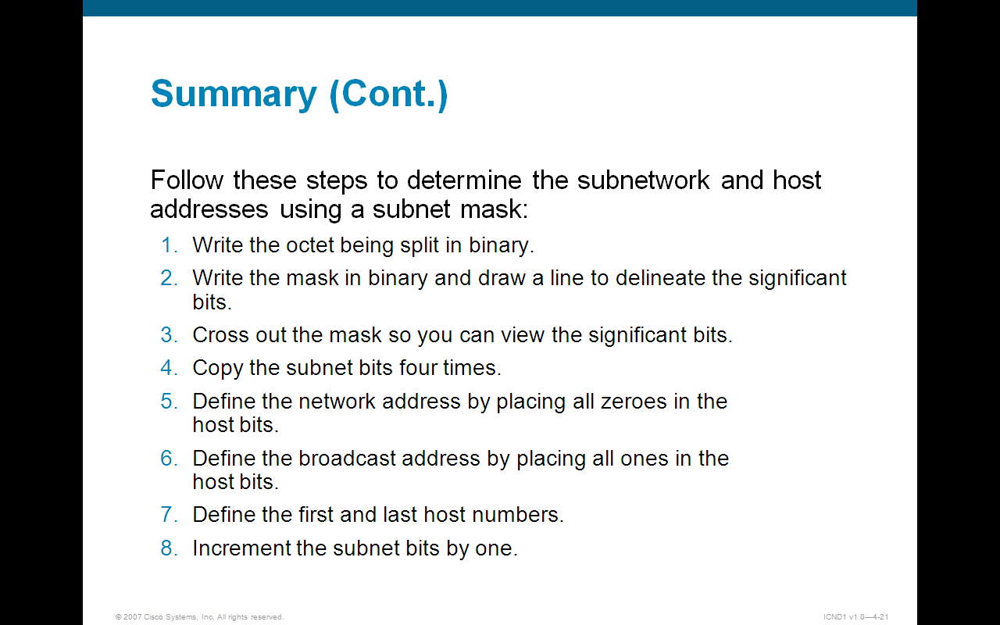 Summary (Cont.)
Follow these steps to determine the subnetwork and host
addresses using a subnet mask:
1. Write the octet being split in binary.
2. Write the mask in binary and draw a line to delineate the significant
bits.
3. Cross out the mask so you can view the significant bits.
4. Copy the subnet bits four times.
5. Define the network address by placing all zeroes in the
host bits.
6. Define the broadcast address by placing all ones in the
host bits.
7. Define the first and last host numbers.
8. Increment the subnet bits by one.
© 2007 Cisco Systems, Inc. All rights reserved. ICND1 v1.0—4-21